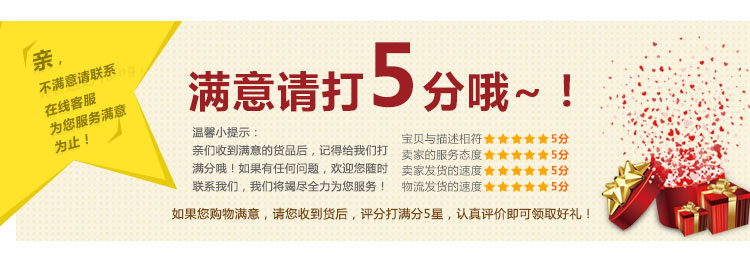 亲，
不满意请联系
在线客服
为您服务满意
为止！
满意请打5分哦~！
温馨小提示：
亲们收到满意的货品后，记得给我们打
满分哦！如果有任何问题，欢迎您随时
联系我们，我们将竭尽全力为您服务！
宝贝与描述相符★★★★★5分
卖家的服务态度★★★★★5分
卖家发货的速度★★★★★5分
物流发货的速度★★★★★5分
如果您购物满意，请您收到货后，评分打满分5星，认真评价即可领取好礼！